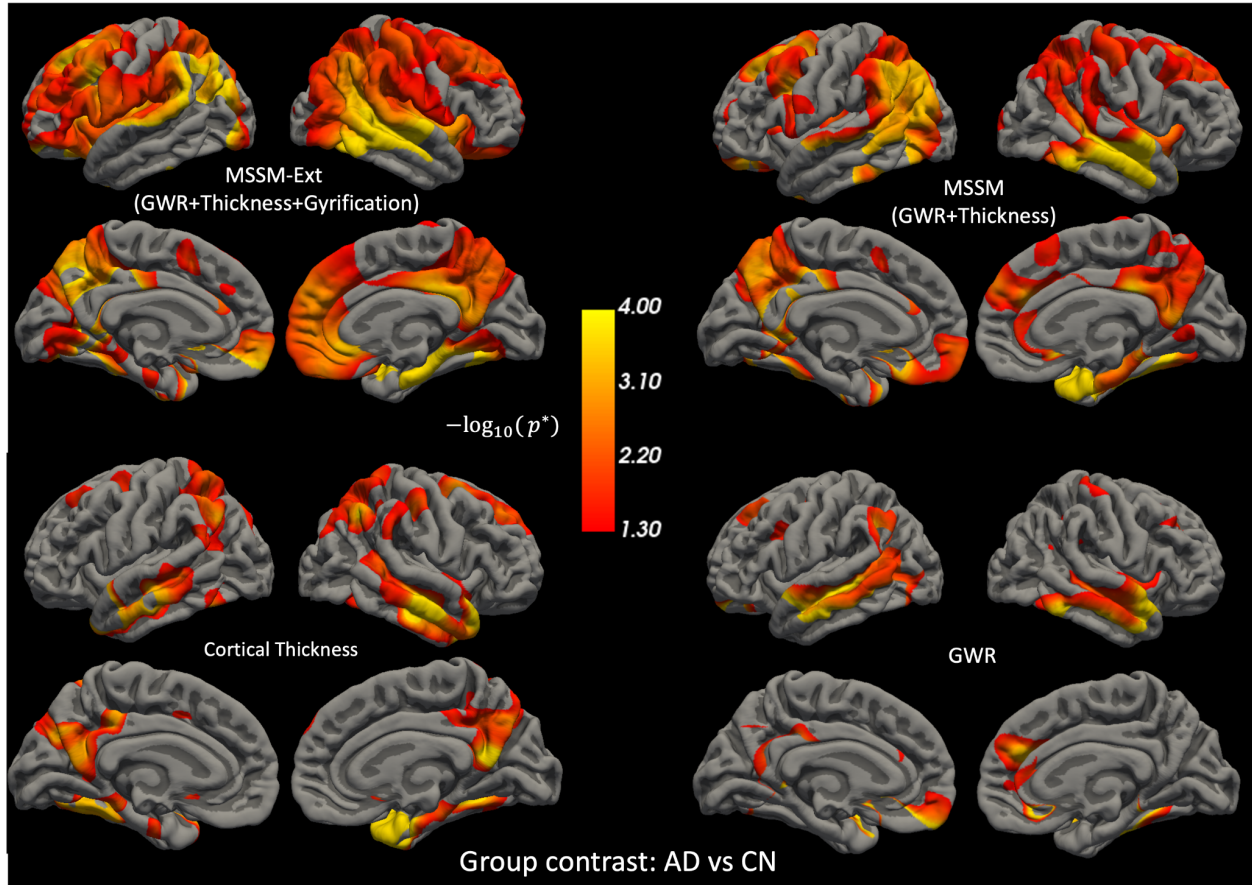 MSSM-Ext
(GWR+Thickness+Gyrification)
MSSM
(GWR+Thickness)
−log₁₀(p*)
4.00
3.10
2.20
1.30
Cortical Thickness
GWR
Group contrast: AD vs CN